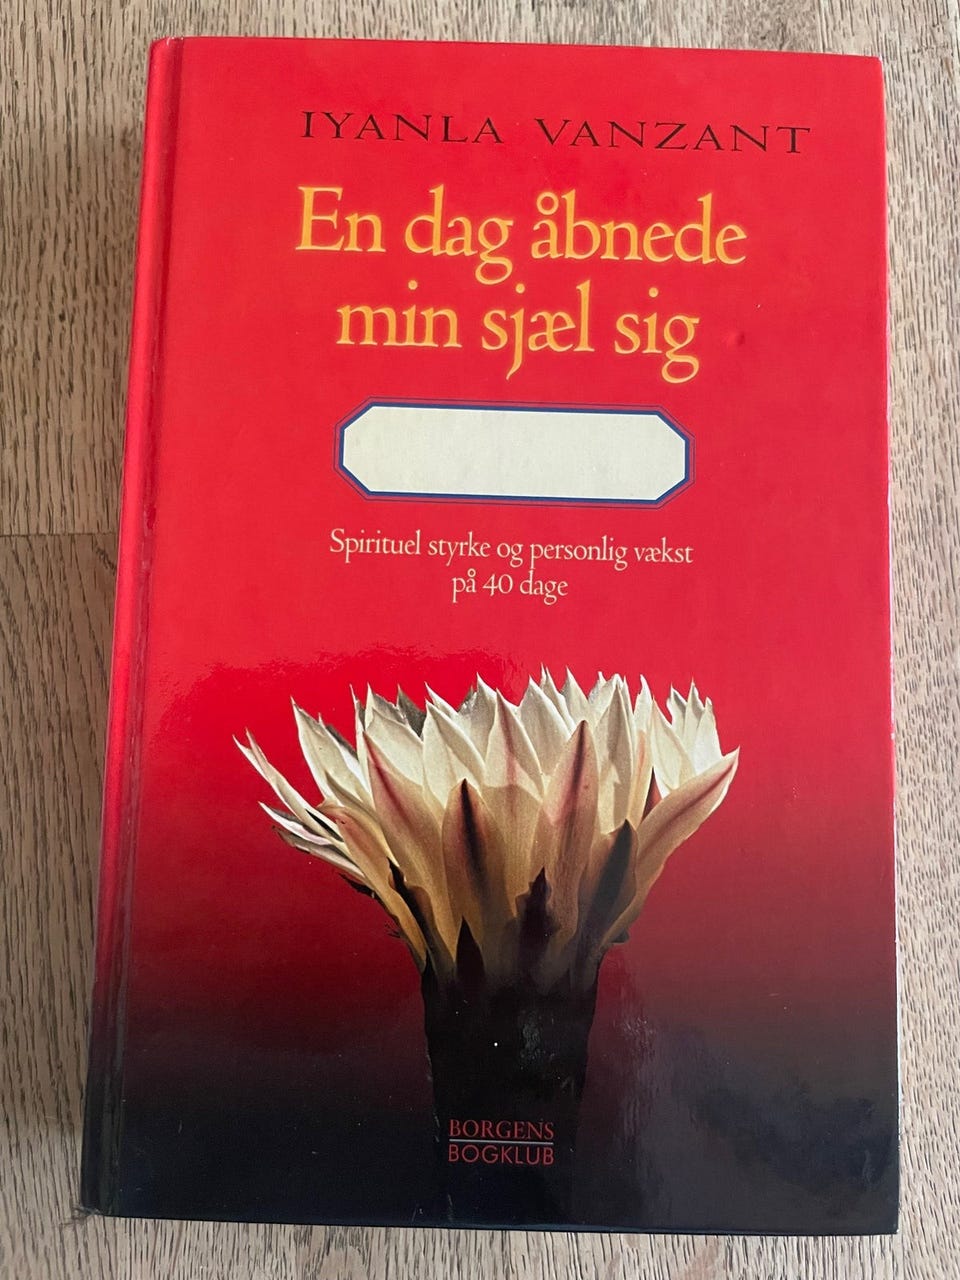 IYANLA VANZANT
En dag åbnede
min sjæl sig
Spirituel styrke og personlig vækst
på 40 dage
BORGENS
BOGKLUB